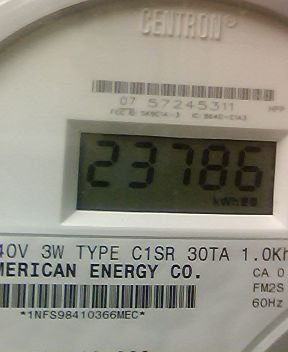 CENTRON®
07 57245311
23786
kWh
40V 3W TYPE C1SR 30TA 1.0Kh
MERICAN ENERGY CO.
CA 0.
FM2S
60Hz
*1NFS98410366MEC*